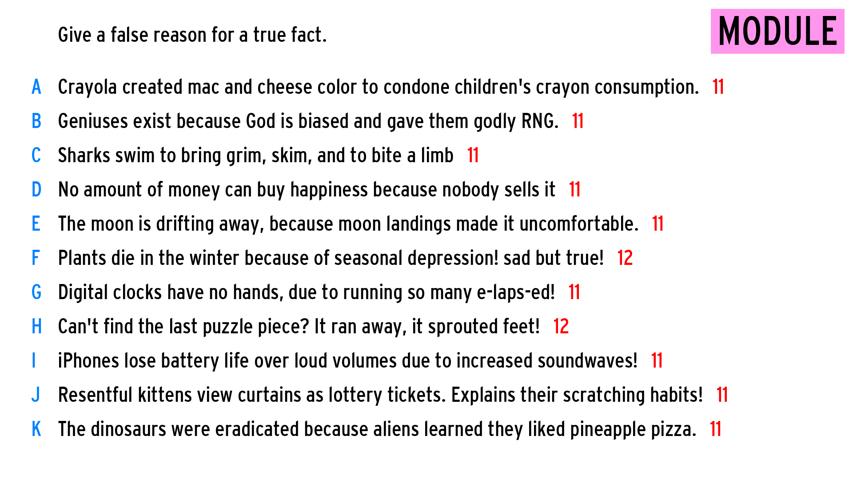 Give a false reason for a true fact.
MODULE
A Crayola created mac and cheese color to condone children's crayon consumption. 11
B Geniuses exist because God is biased and gave them godly RNG. 11
C Sharks swim to bring grim, skim, and to bite a limb 11
D No amount of money can buy happiness because nobody sells it 11
E The moon is drifting away, because moon landings made it uncomfortable. 11
F Plants die in the winter because of seasonal depression! sad but true! 12
G Digital clocks have no hands, due to running so many e-laps-ed! 11
H Can't find the last puzzle piece? It ran away, it sprouted feet! 12
I iPhones lose battery life over loud volumes due to increased soundwaves! 11
J Resentful kittens view curtains as lottery tickets. Explains their scratching habits! 11
K The dinosaurs were eradicated because aliens learned they liked pineapple pizza. 11